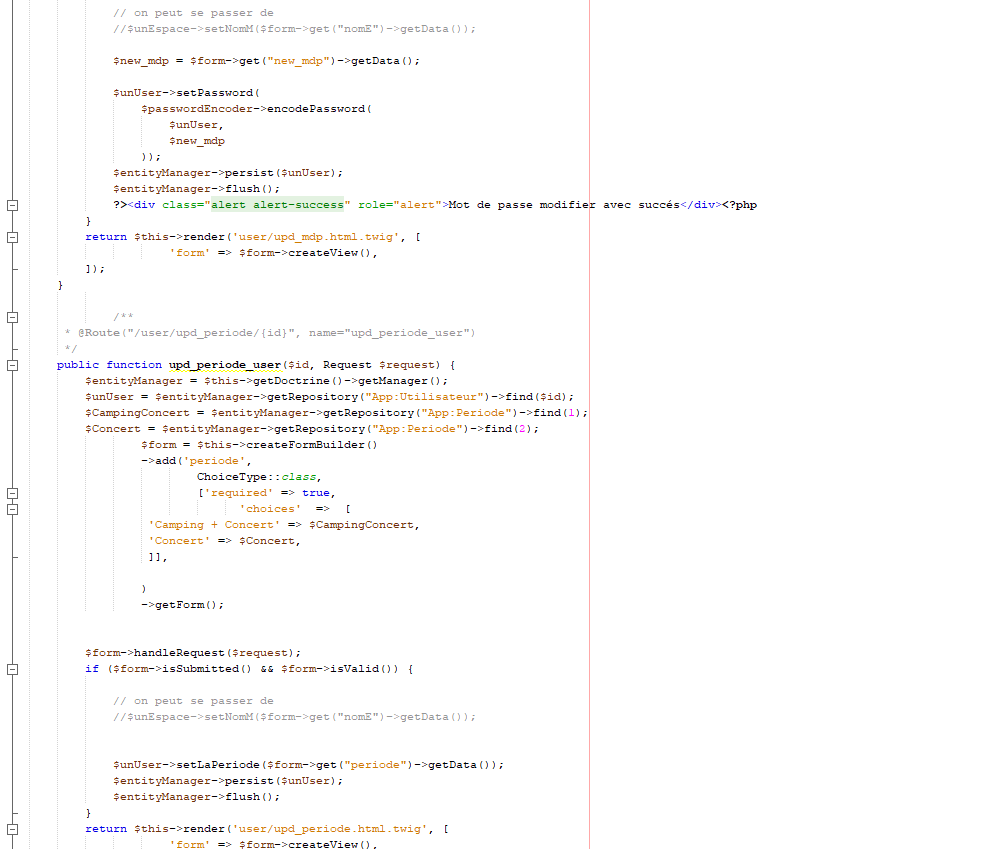 // on peut se passer de
//$unEspace->setNomM($form->get("nomE")->getData());
$new_mdp = $form->get("new_mdp")->getData();
$unUser->setPassword(
$passwordEncoder->encodePassword(
$unUser,
$new_mdp
));
$entityManager->persist($unUser);
$entityManager->flush();
?><div class="alert alert-success" role="alert">Mot de passe modifier avec succés</div><?php
}
return $this->render('user/upd_mdp.html.twig', [
'form' => $form->createView(),
]);
}
/**
* @Route("/user/upd_periode/{id}", name="upd_periode_user")
*/
public function upd_periode_user($id, Request $request) {
$entityManager = $this->getDoctrine()->getManager();
$unUser = $entityManager->getRepository("App:Utilisateur")->find($id);
$CampingConcert = $entityManager->getRepository("App:Periode")->find(1);
$Concert = $entityManager->getRepository("App:Periode")->find(2);
$form = $this->createFormBuilder()
->add('periode',
ChoiceType::class,
['required' => true,
'choices' => [
'Camping + Concert' => $CampingConcert,
'Concert' => $Concert,
]],
)
->getForm();
$form->handleRequest($request);
if ($form->isSubmitted() && $form->isValid()) {
// on peut se passer de
//$unEspace->setNomM($form->get("nomE")->getData());
$unUser->setLaPeriode($form->get("periode")->getData());
$entityManager->persist($unUser);
$entityManager->flush();
}
return $this->render('user/upd_periode.html.twig', [
'form' => $form->createView(),